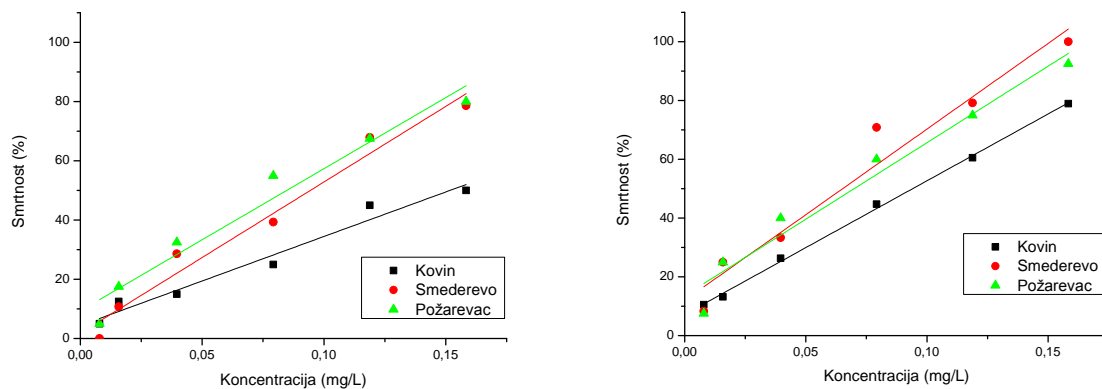 100
80
60
40
20
0
Smrtnost (%)
0,00
0,05
0,10
0,15
Koncentracija (mg/L)
Kovin
Smederevo
Požarevac
100
80
60
40
20
0
Smrtnost (%)
0,00
0,05
0,10
0,15
Koncentracija (mg/L)
Kovin
Smederevo
Požarevac